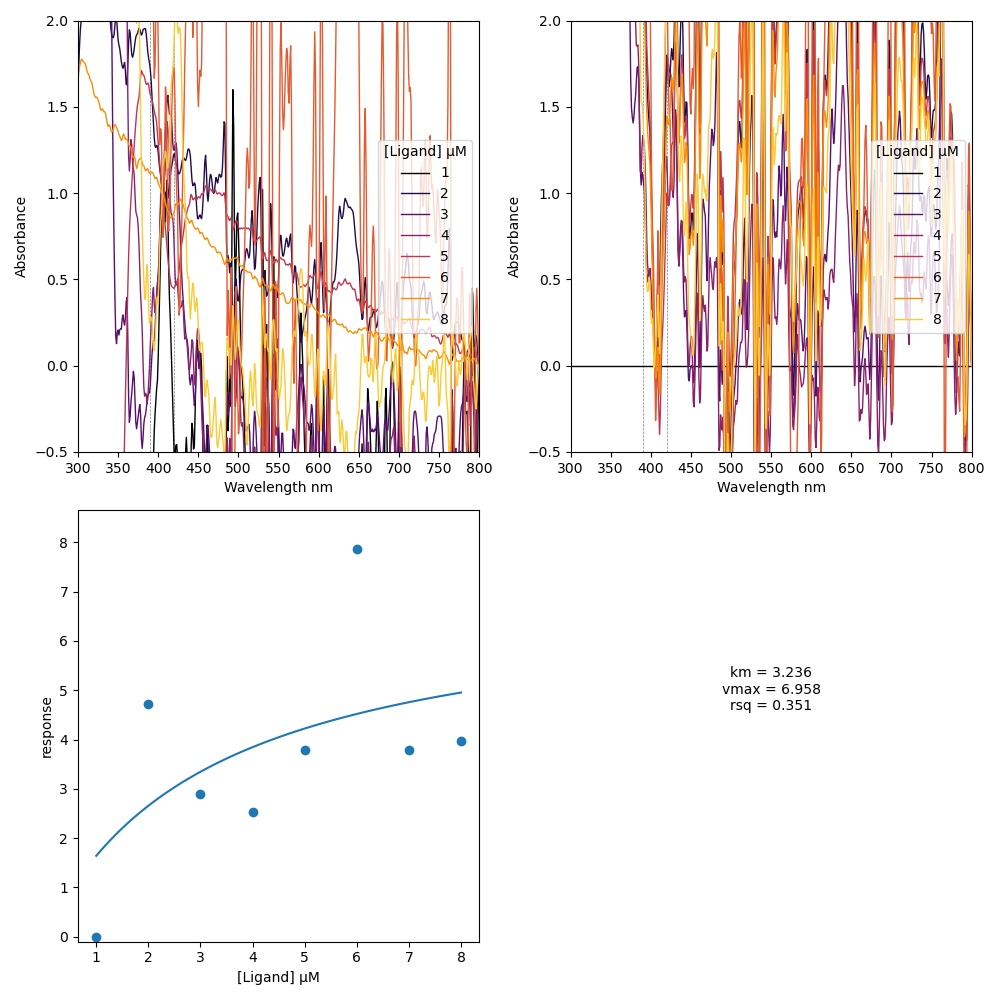 2.0
1.5
1.0
0.5
0.0
−0.5
Absorbance
300 350 400 450 500 550 600 650 700 750 800
Wavelength nm
[Ligand] μM
1
2
3
4
5
6
7
8
2.0
1.5
1.0
0.5
0.0
−0.5
Absorbance
300 350 400 450 500 550 600 650 700 750 800
Wavelength nm
[Ligand] μM
1
2
3
4
5
6
7
8
8
7
6
5
4
3
2
1
0
response
1 2 3 4 5 6 7 8
[Ligand] μM
km = 3.236
vmax = 6.958
rsq = 0.351